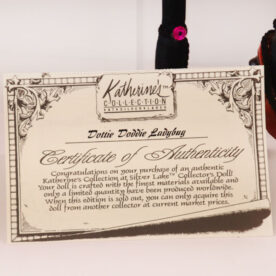 Katherine's™
COLLECTION
Dottie Doddie Ladybug
Certificate of Authenticity
Congratulations on your purchase of an authentic
Katherine's Collection at Silver Lake™ Collector's Doll!
Your doll is crafted with the finest materials available and
only a limited quantity have been produced worldwide.
When this edition is sold out, you can only acquire this
doll from another collector at current market prices.